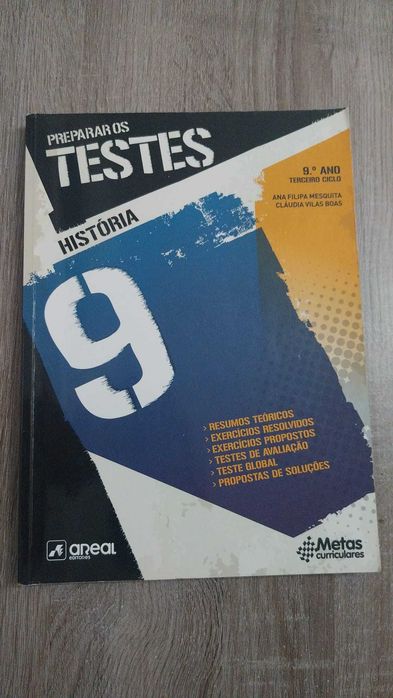 PREPARAR OS
TESTES
9.º ANO
TERCEIRO CICLO
ANA FILIPA MESQUITA
CLÁUDIA VILAS BOAS
HISTÓRIA
9
> RESUMOS TEÓRICOS
> EXERCÍCIOS RESOLVIDOS
> EXERCÍCIOS PROPOSTOS
> TESTES DE AVALIAÇÃO
> TESTE GLOBAL
> PROPOSTAS DE SOLUÇÕES
areal
editores
Metas
curriculares